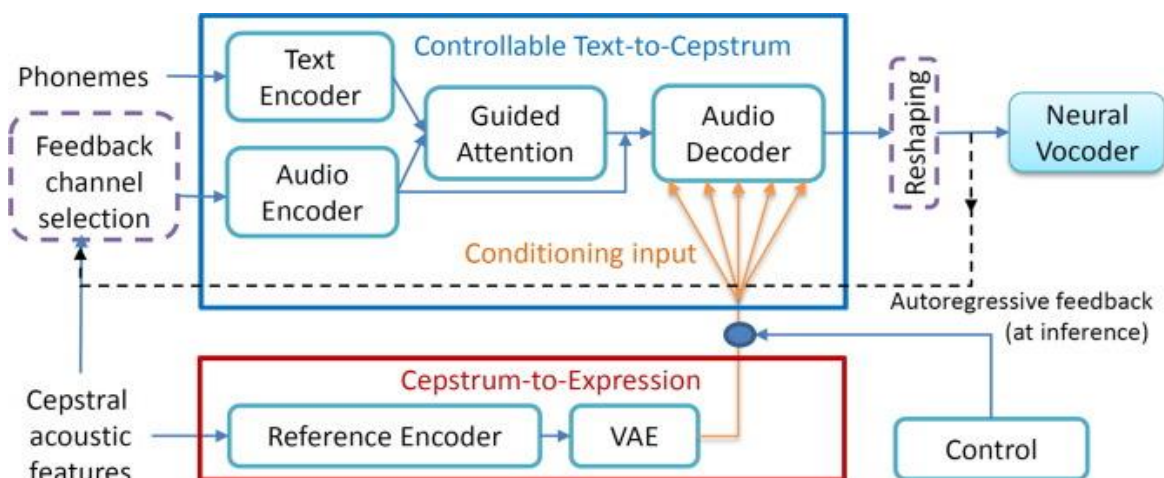 Controllable Text-to-Cepstrum
Phonemes
Text
Encoder
Guided
Attention
Audio
Decoder
Reshaping
Neural
Vocoder
Feedback
channel
selection
Audio
Encoder
Conditioning input
Autoregressive feedback
(at inference)
Cepstrum-to-Expression
Cepstral
acoustic
features
Reference Encoder
VAE
Control